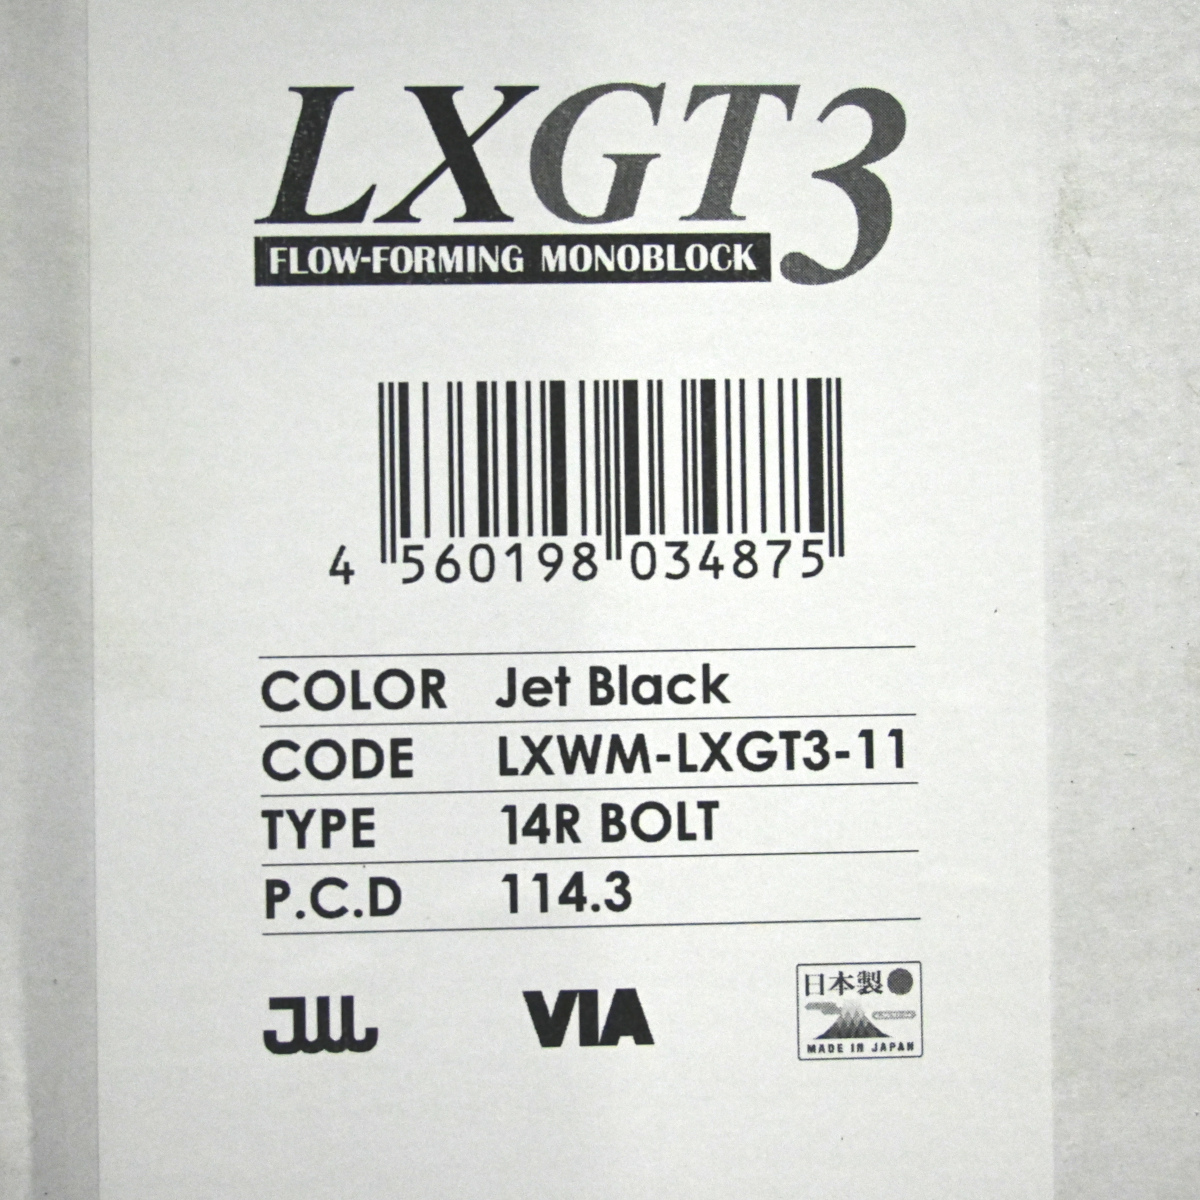 LXGT3
FLOW-FORMING MONOBLOCK
4 560198 034875
COLOR Jet Black
CODE LXWM-LXGT3-11
TYPE 14R BOLT
P.C.D 114.3
JWL VIA
日本製
MADE IN JAPAN